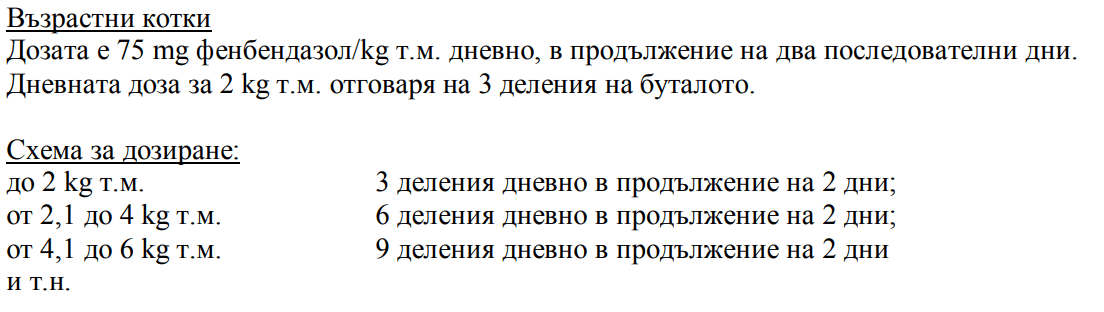 Възрастни котки
Дозата е 75 mg фенбендазол/kg т.м. дневно, в продължение на два последователни дни.
Дневната доза за 2 kg т.м. отговаря на 3 деления на буталото.
Схема за дозиране:
до 2 kg т.м. 3 деления дневно в продължение на 2 дни;
от 2,1 до 4 kg т.м. 6 деления дневно в продължение на 2 дни;
от 4,1 до 6 kg т.м. 9 деления дневно в продължение на 2 дни
и т.н.